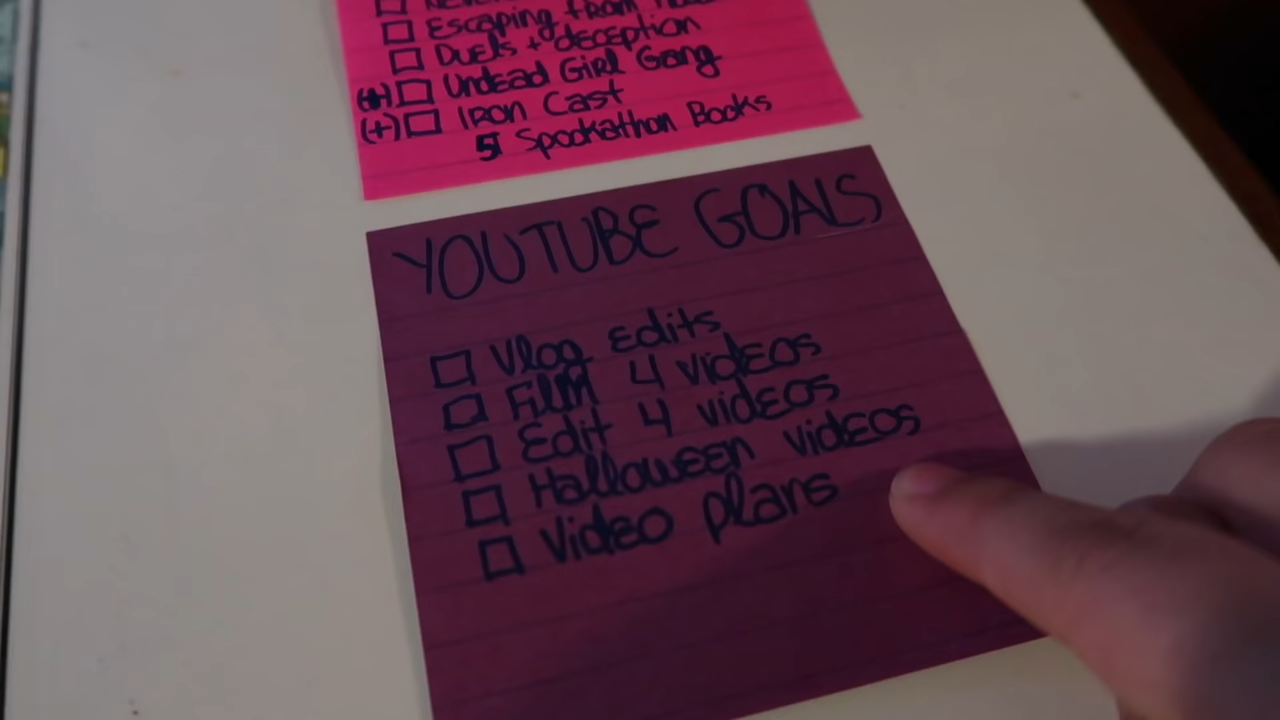 Escaping from
Duels + deception
(+) Undead Girl Gang
(+) Iron Cast
5 Spookathon Books
YOUTUBE GOALS
Vlog Edits
Film 4 videos
Edit 4 videos
Halloween videos
Video plans